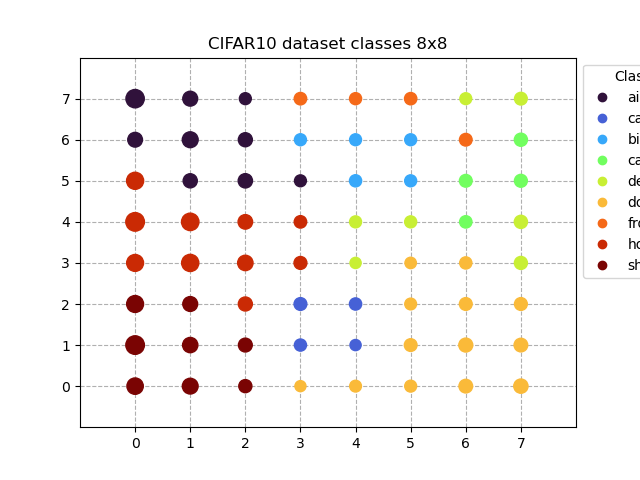 CIFAR10 dataset classes 8x8
7
6
5
4
3
2
1
0
0 1 2 3 4 5 6 7
Clas
ai
ca
bi
ca
de
do
fro
ho
sh